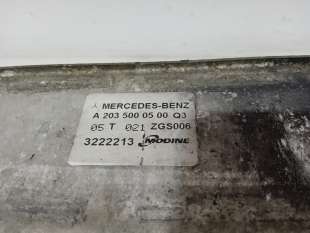 MERCEDES-BENZ
A 203 500 05 00 Q3
05 T 021 ZGS006
3222213 MODINE